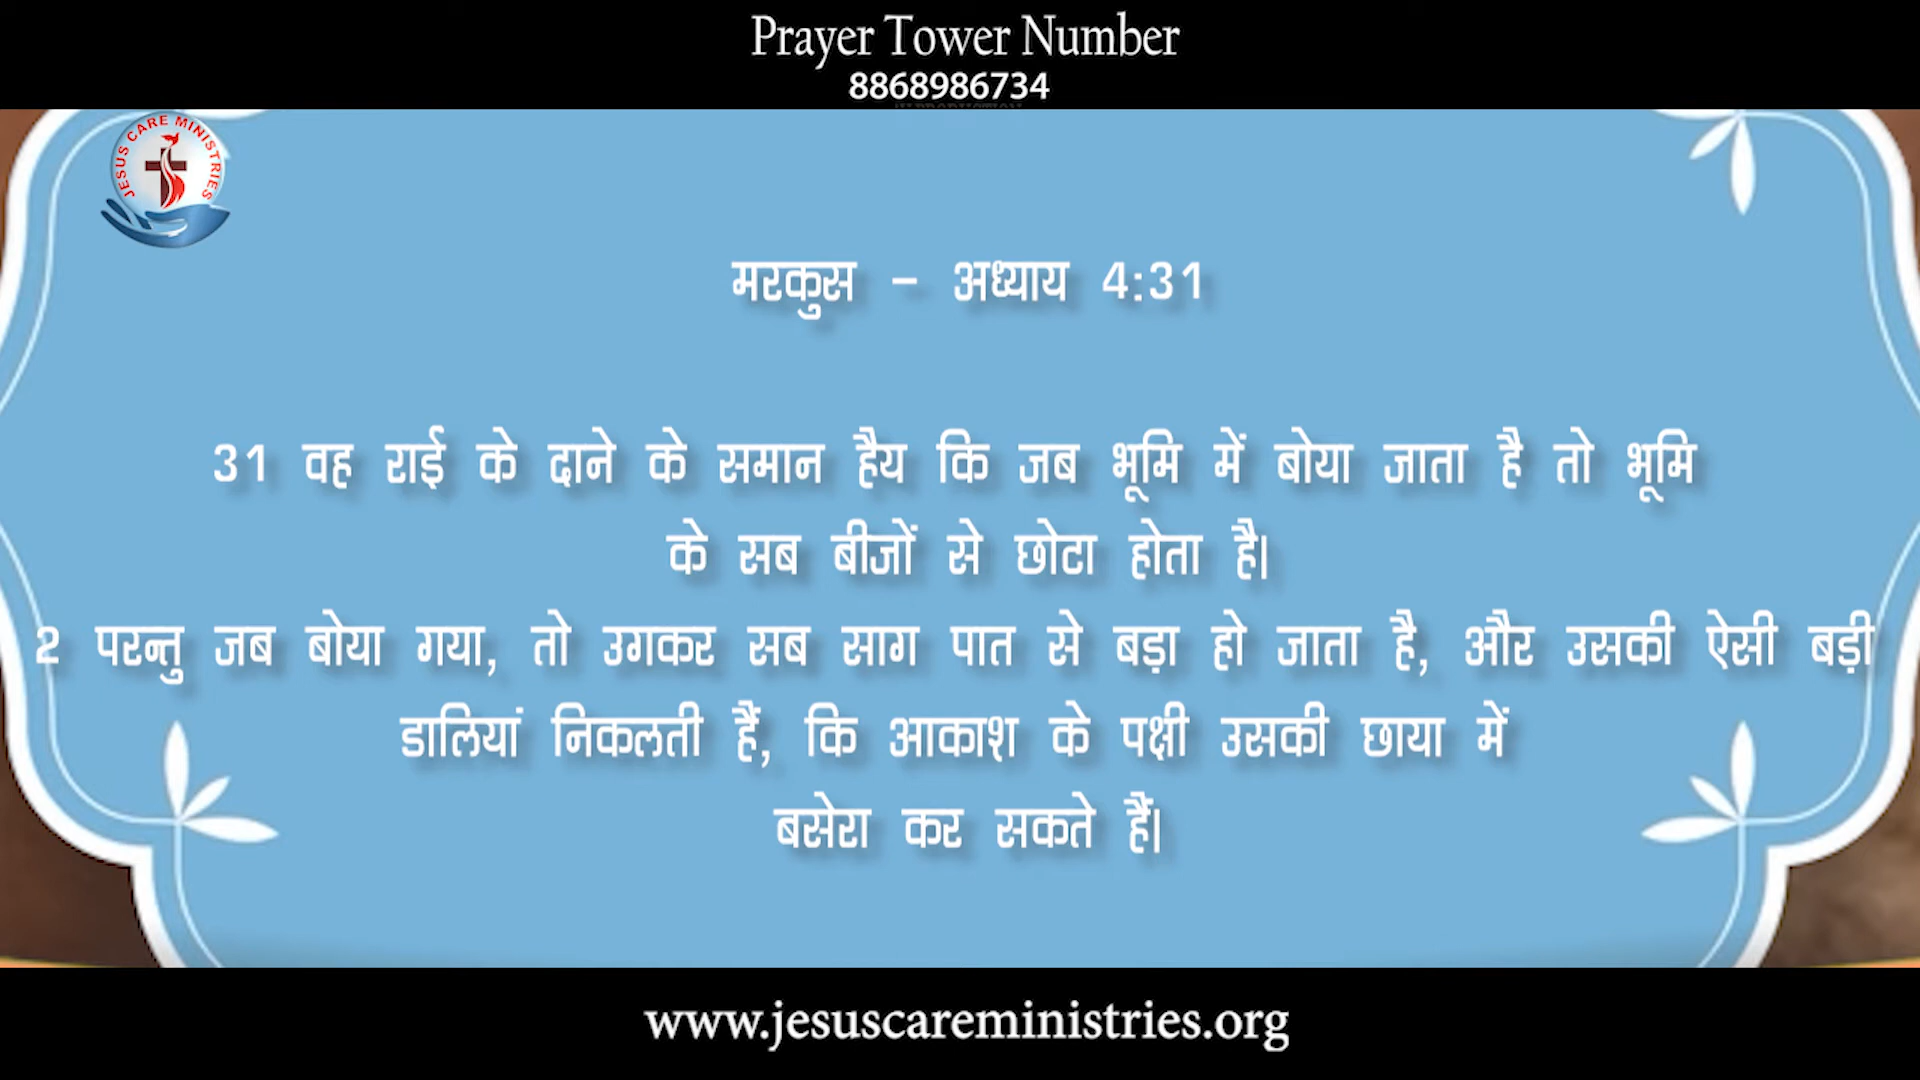 Prayer Tower Number
8868986734
JESUS CARE MINISTRIES
मरकुस - अध्याय 4:31
31 वह राई के दाने के समान हैय कि जब भूमि में बोया जाता है तो भूमि
के सब बीजों से छोटा होता है।
2 परन्तु जब बोया गया, तो उगकर सब साग पात से बड़ा हो जाता है, और उसकी ऐसी बड़ी
डालियां निकलती हैं, कि आकाश के पक्षी उसकी छाया में
बसेरा कर सकते हैं।
www.jesuscareministries.org